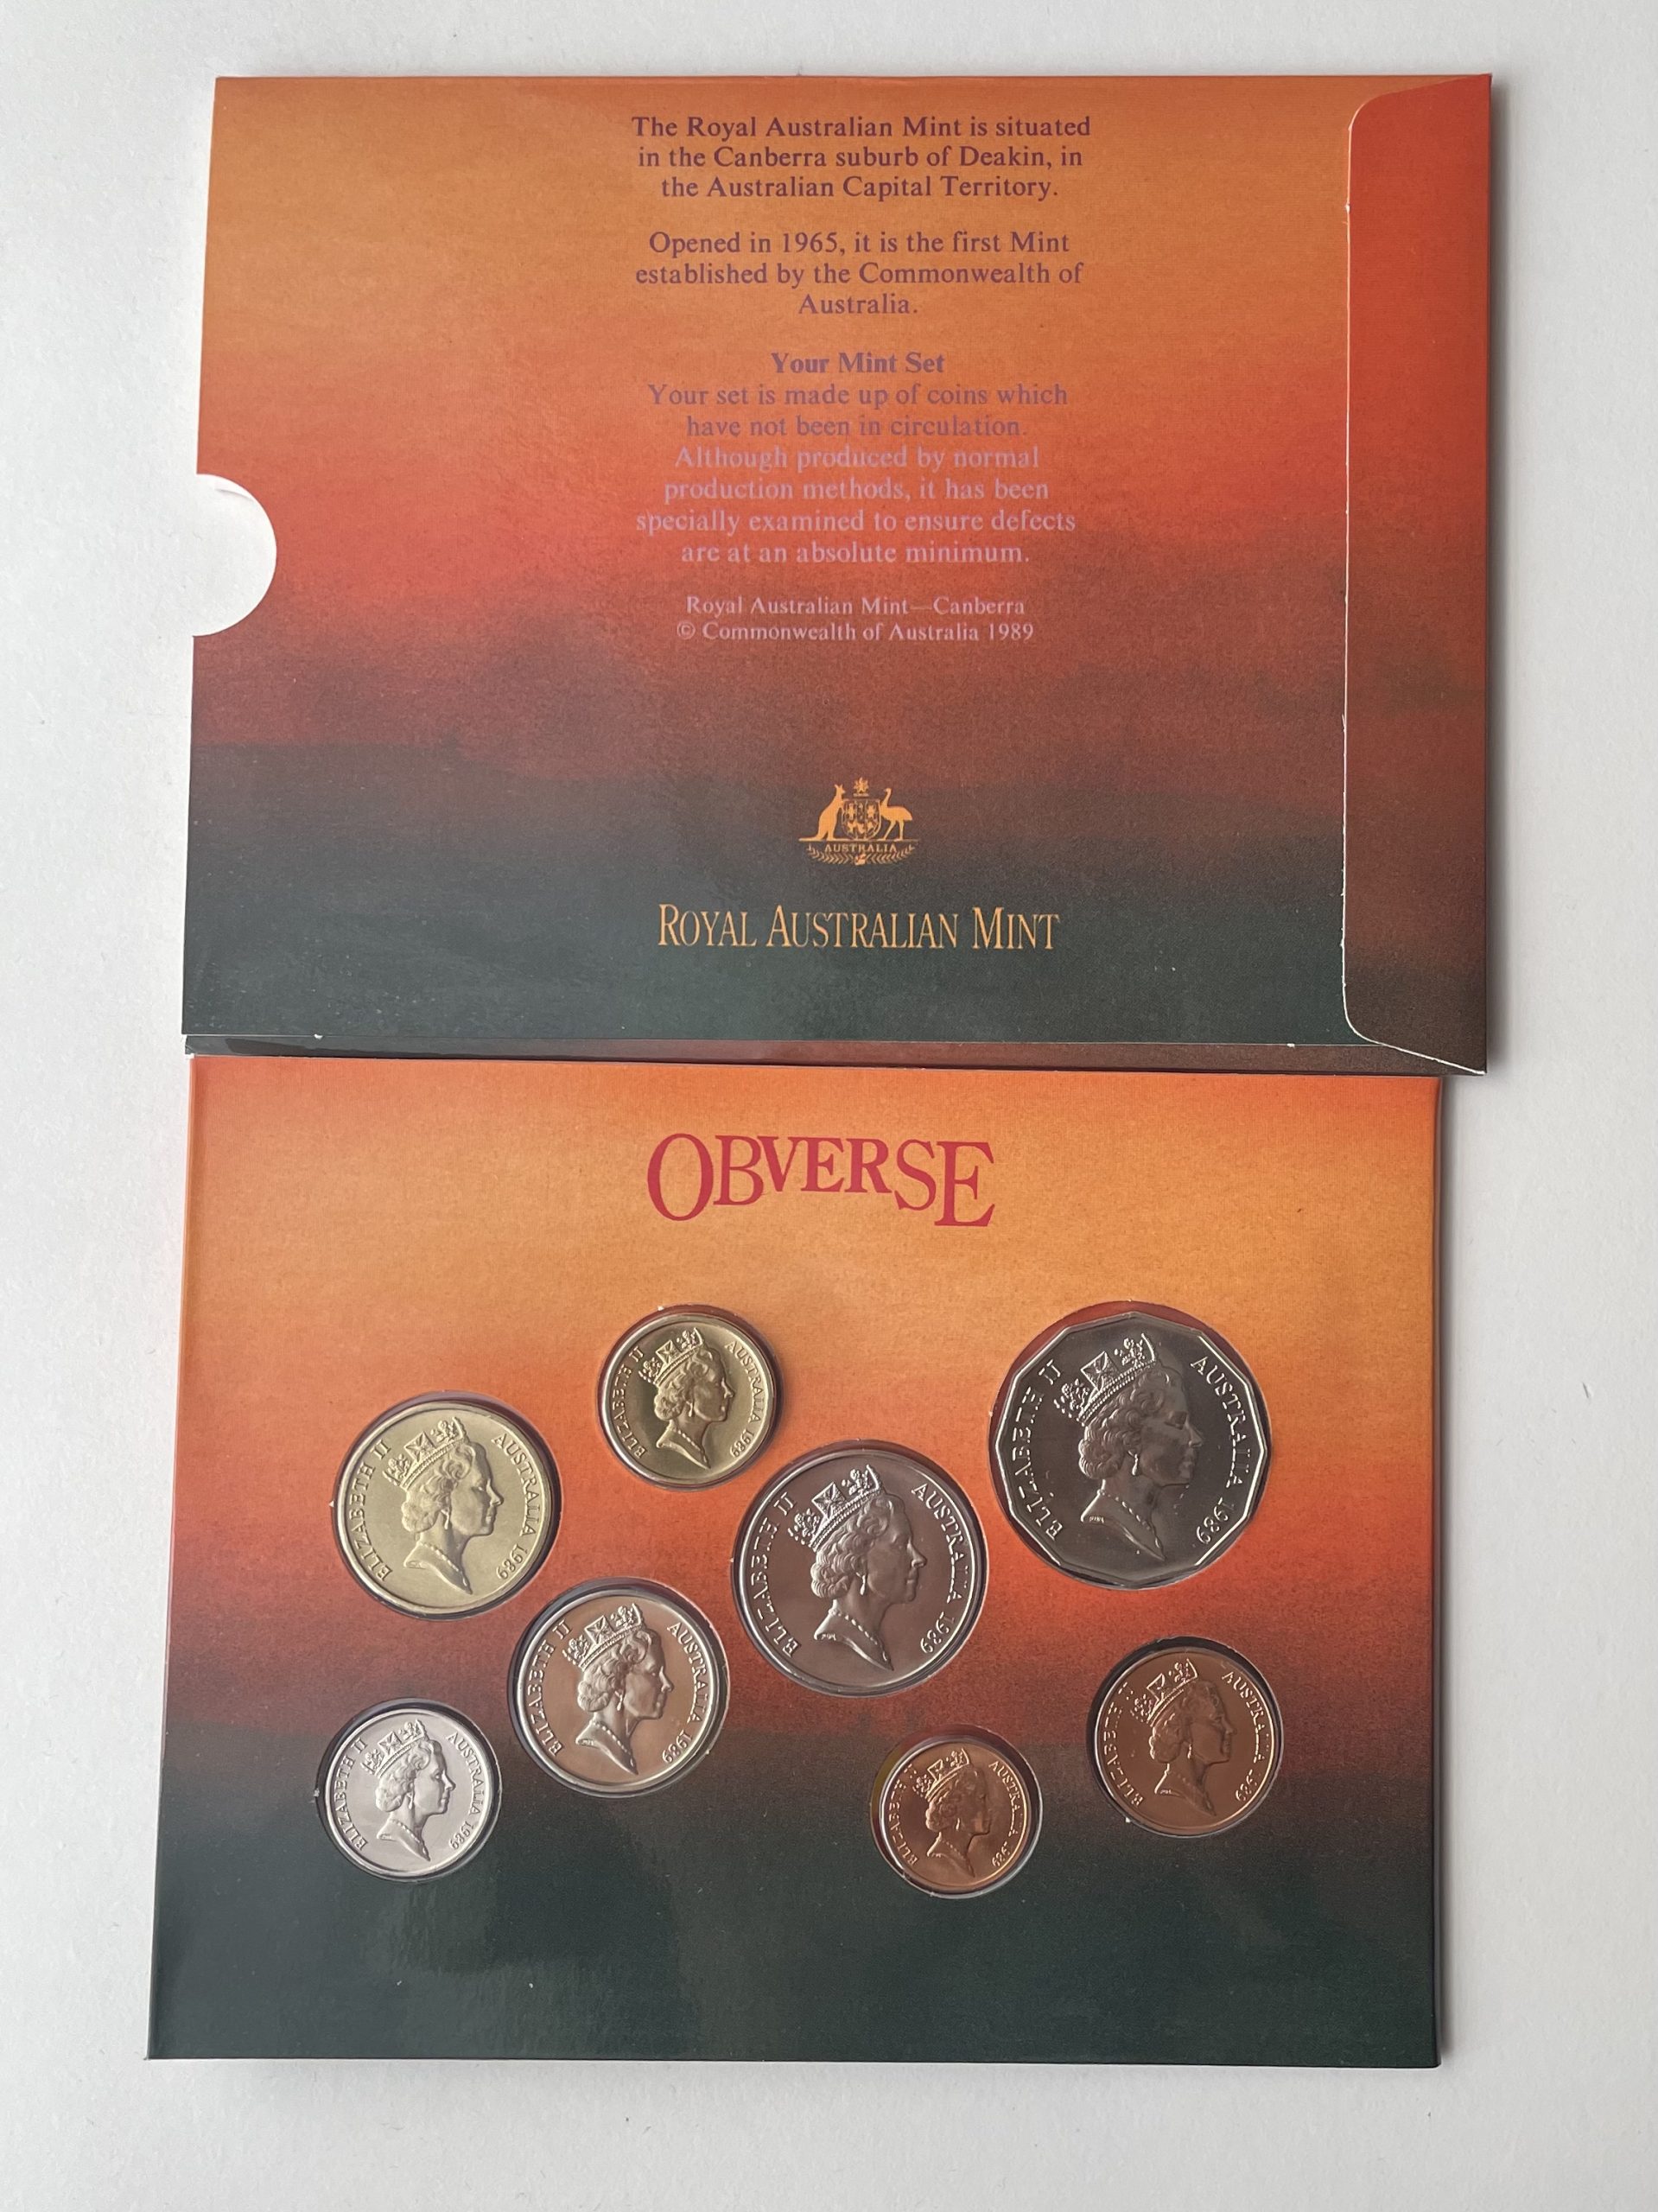 The Royal Australian Mint is situated
in the Canberra suburb of Deakin, in
the Australian Capital Territory.
Opened in 1965, it is the first Mint
established by the Commonwealth of
Australia.
Your Mint Set
Your set is made up of coins which
have not been in circulation.
Although produced by normal
production methods, it has been
specially examined to ensure defects
are at an absolute minimum.
Royal Australian Mint—Canberra
© Commonwealth of Australia 1989
AUSTRALIA
ROYAL AUSTRALIAN MINT
OBVERSE
ELIZABETH II AUSTRALIA 1989
ELIZABETH II AUSTRALIA 1989
ELIZABETH II AUSTRALIA 1989
ELIZABETH II AUSTRALIA 1989
ELIZABETH II AUSTRALIA 1989
ELIZABETH II AUSTRALIA 1989
ELIZABETH II AUSTRALIA 1989
ELIZABETH II AUSTRALIA 1989